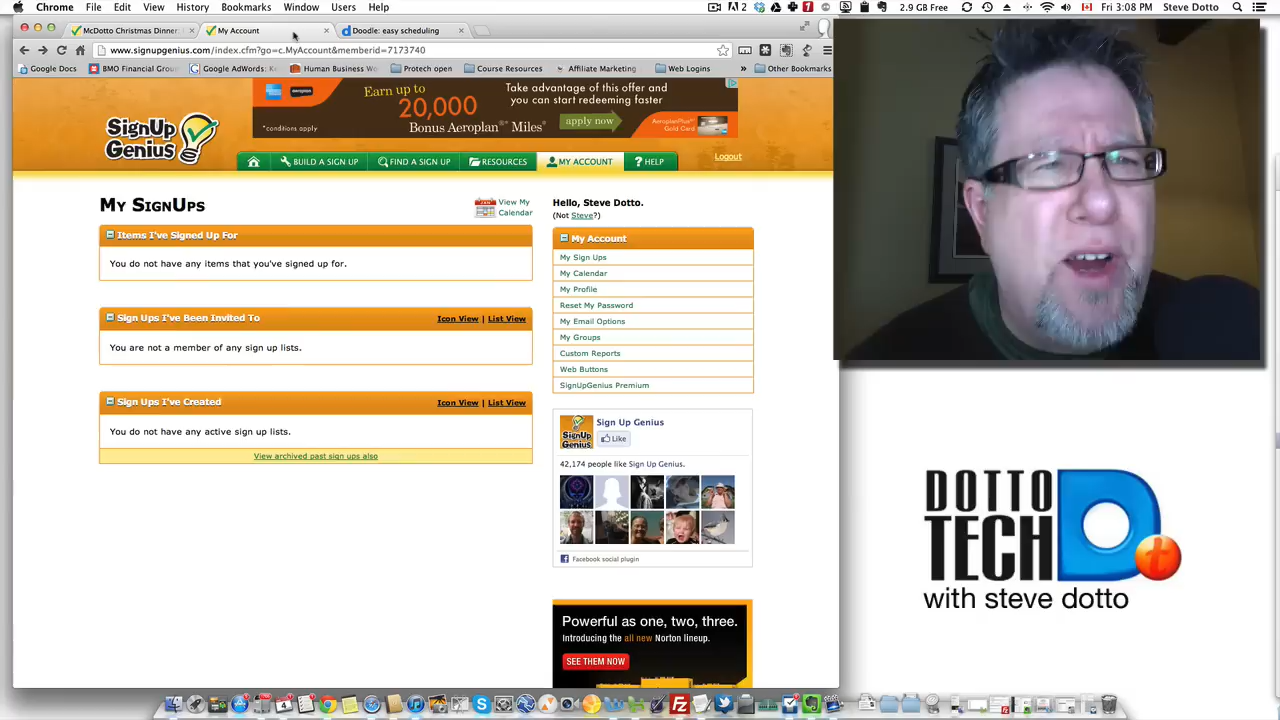 Chrome File Edit View History Bookmarks Window Users Help 2 1 2.9 GB Free 4 Fri 3:08 PM Steve Dotto
McDotto Christmas Dinner: My Account Doodle: easy scheduling
www.signupgenius.com/index.cfm?go=c.MyAccount&memberid=7173740
Google Docs BMO Financial Group Google AdWords - K Human Business Wo Protech open Course Resources Affiliate Marketing Web Logins » Other Bookmarks
SignUp Genius
Earn up to 20,000 Bonus Aeroplan® Miles*
*conditions apply
Take advantage of this offer and you can start redeeming faster
apply now
AeroplanPlus® Gold Card
BUILD A SIGN UP FIND A SIGN UP RESOURCES MY ACCOUNT HELP Logout
My SignUps
View My Calendar
Items I've Signed Up For
You do not have any items that you've signed up for.
Sign Ups I've Been Invited To Icon View | List View
You are not a member of any sign up lists.
Sign Ups I've Created Icon View | List View
You do not have any active sign up lists.
View archived past sign ups also
Hello, Steve Dotto.
(Not Steve?)
My Account
My Sign Ups
My Calendar
My Profile
Reset My Password
My Email Options
My Groups
Custom Reports
Web Buttons
SignUpGenius Premium
SignUp Genius
Sign Up Genius
Like
42,174 people like Sign Up Genius.
Facebook social plugin
Powerful as one, two, three.
Introducing the all new Norton lineup.
SEE THEM NOW
DOTTO
TECH D t
with steve dotto